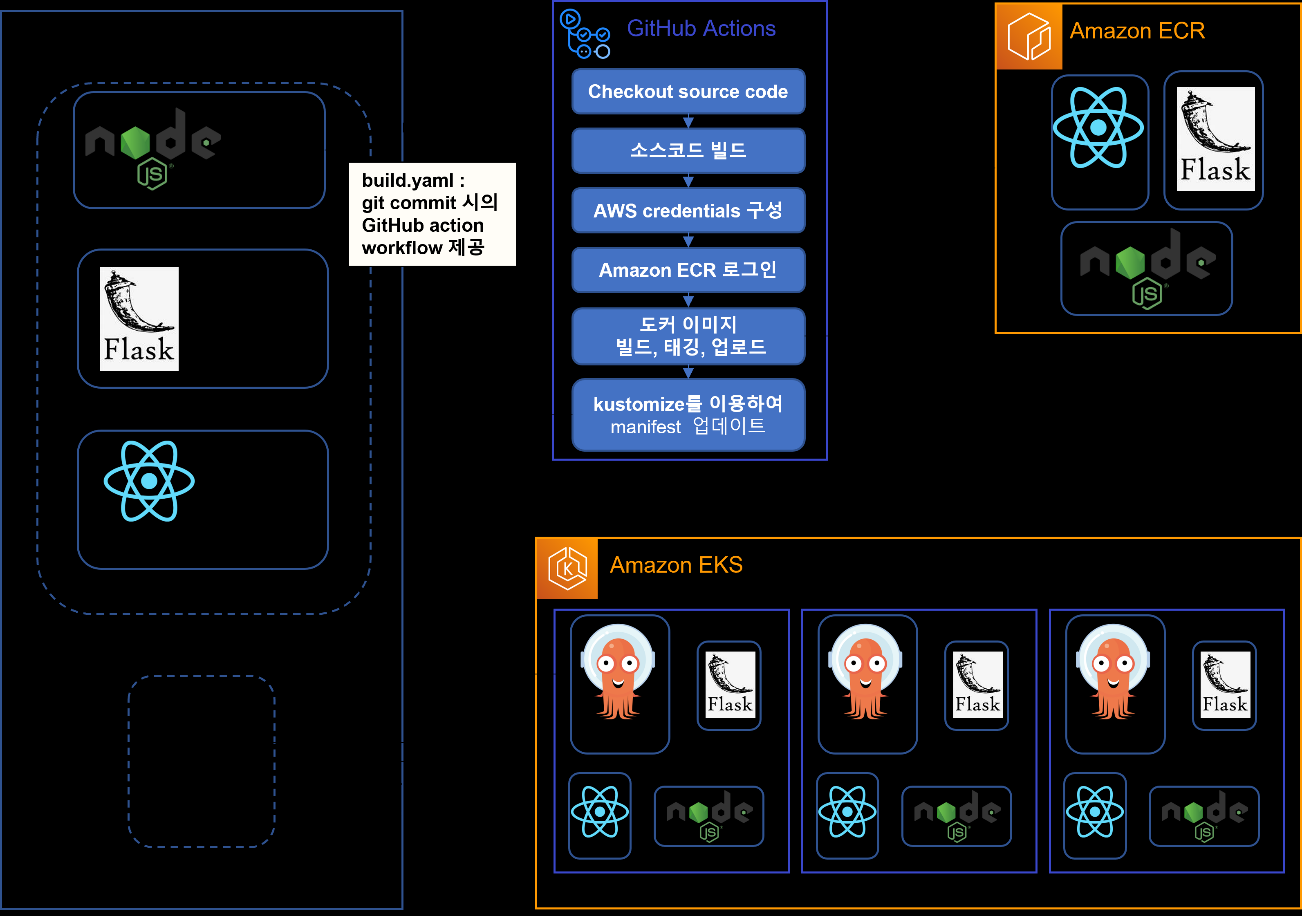 node
JS
build.yaml :
git commit 시의
GitHub action
workflow 제공
Flask
GitHub Actions
Checkout source code
소스코드 빌드
AWS credentials 구성
Amazon ECR 로그인
도커 이미지
빌드, 태깅, 업로드
kustomize를 이용하여
manifest 업데이트
Amazon ECR
Flask
node
JS
Amazon EKS
K
Flask
node
JS
Flask
node
JS
Flask
node
JS